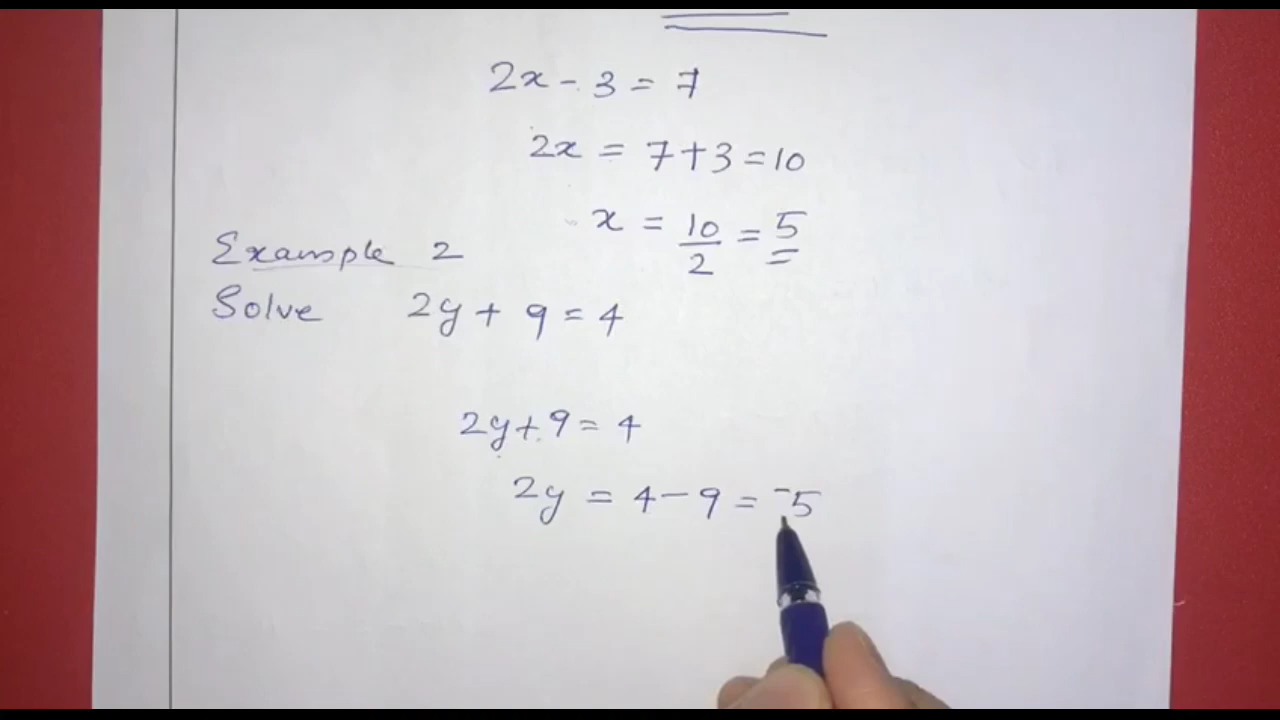 2x - 3 = 7
2x = 7 + 3 = 10
x = 10/2 = 5
Example 2
Solve 2y + 9 = 4
2y + 9 = 4
2y = 4 - 9 = -5